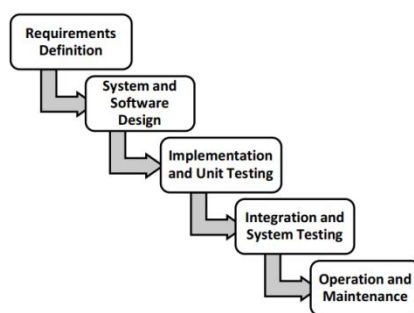 Requirements
Definition
System and
Software
Design
Implementation
and Unit Testing
Integration and
System Testing
Operation and
Maintenance